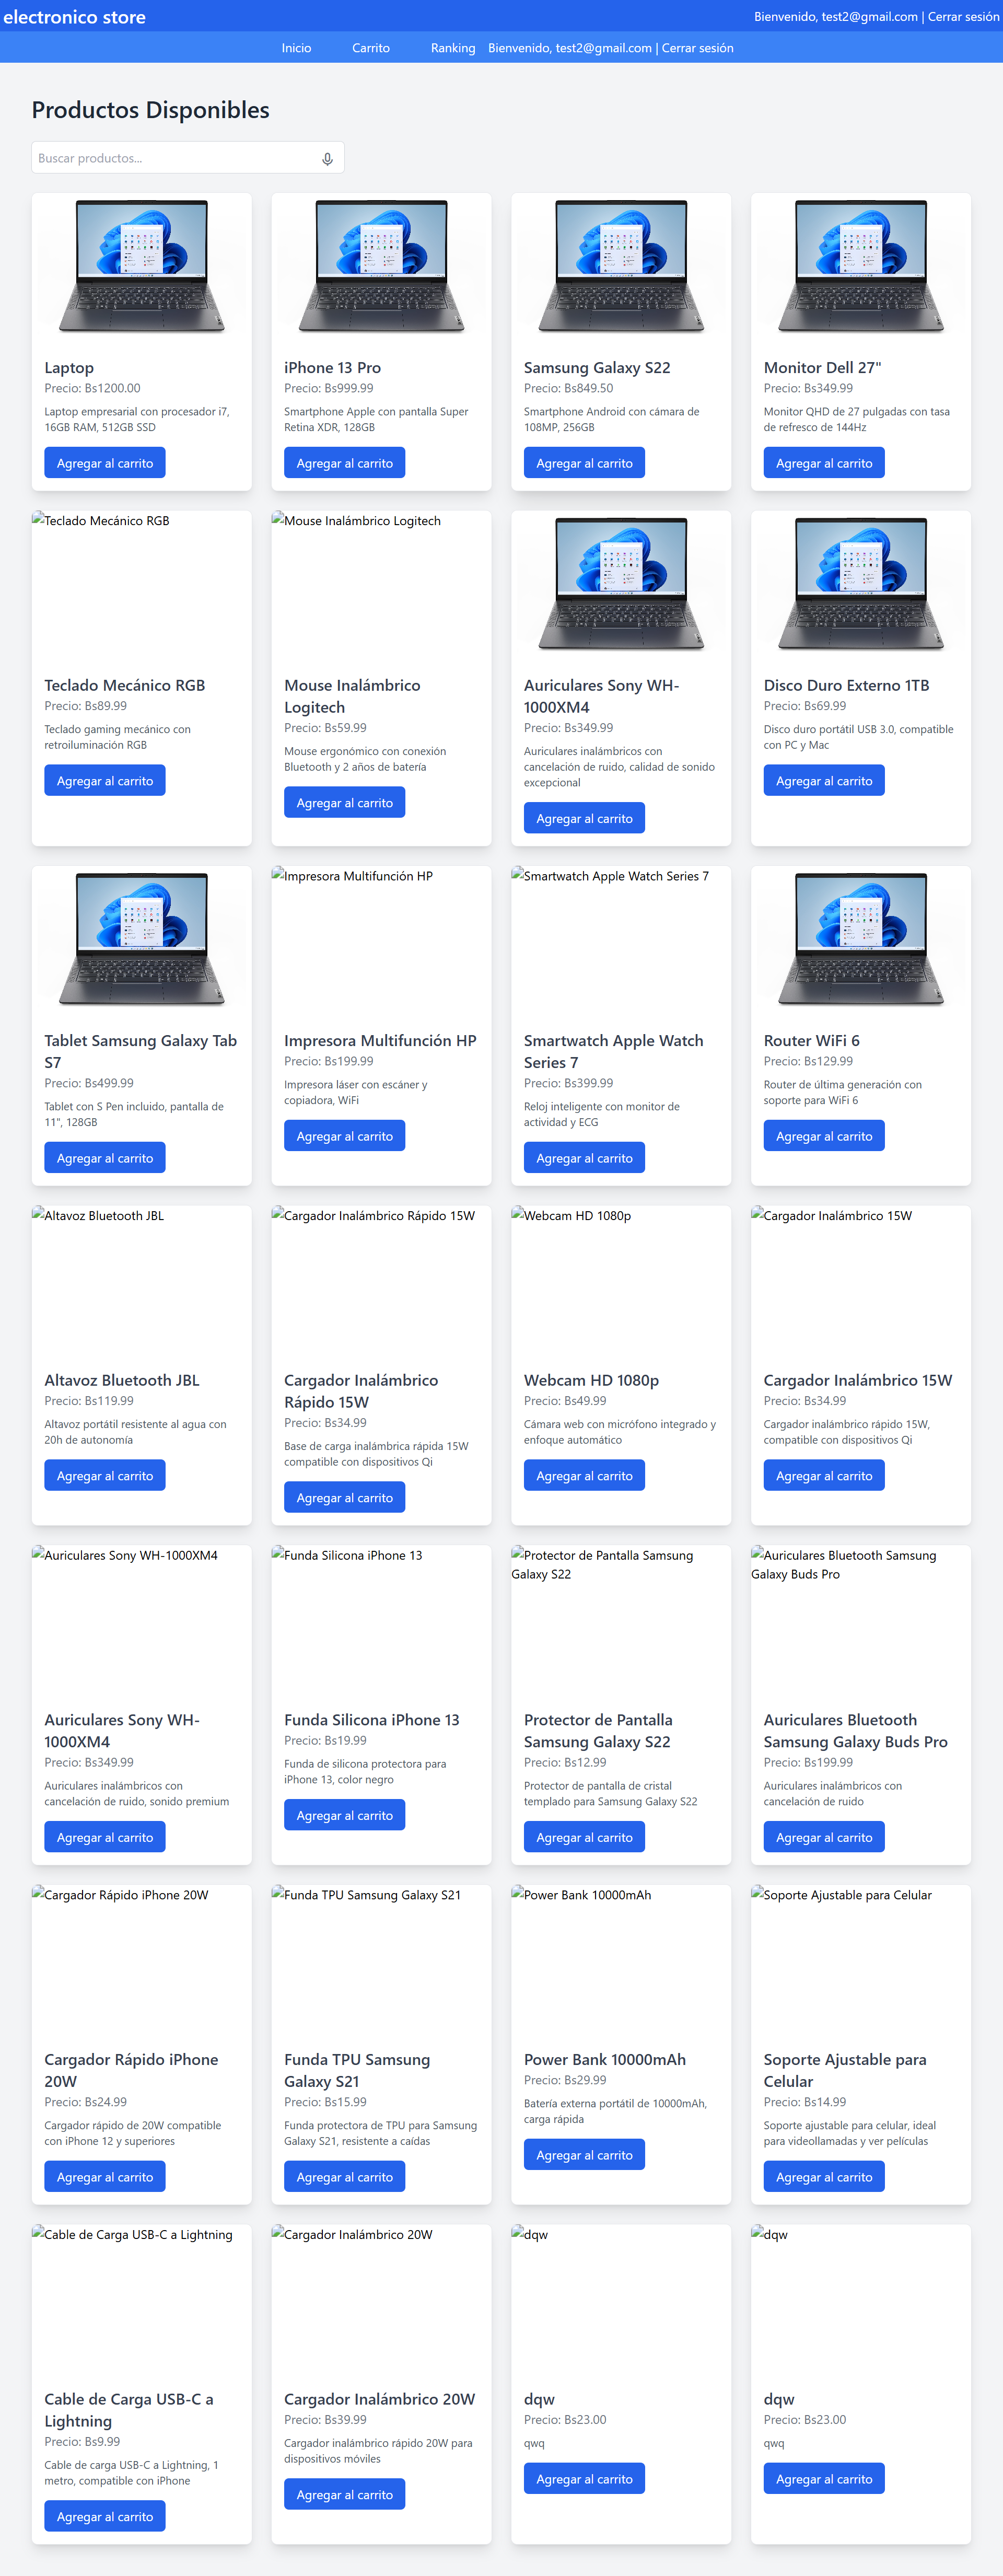 electronico store
Bienvenido, test2@gmail.com | Cerrar sesión
Inicio Carrito Ranking Bienvenido, test2@gmail.com | Cerrar sesión
Productos Disponibles
Buscar productos...
Laptop
Precio: Bs1200.00
Laptop empresarial con procesador i7,
16GB RAM, 512GB SSD
Agregar al carrito
iPhone 13 Pro
Precio: Bs999.99
Smartphone Apple con pantalla Super
Retina XDR, 128GB
Agregar al carrito
Samsung Galaxy S22
Precio: Bs849.50
Smartphone Android con cámara de
108MP, 256GB
Agregar al carrito
Monitor Dell 27"
Precio: Bs349.99
Monitor QHD de 27 pulgadas con tasa
de refresco de 144Hz
Agregar al carrito
Teclado Mecánico RGB
Teclado Mecánico RGB
Precio: Bs89.99
Teclado gaming mecánico con
retroiluminación RGB
Agregar al carrito
Mouse Inalámbrico Logitech
Mouse Inalámbrico
Logitech
Precio: Bs59.99
Mouse ergonómico con conexión
Bluetooth y 2 años de batería
Agregar al carrito
Auriculares Sony WH-
1000XM4
Precio: Bs349.99
Auriculares inalámbricos con
cancelación de ruido, calidad de sonido
excepcional
Agregar al carrito
Disco Duro Externo 1TB
Precio: Bs69.99
Disco duro portátil USB 3.0, compatible
con PC y Mac
Agregar al carrito
Tablet Samsung Galaxy Tab
S7
Precio: Bs499.99
Tablet con S Pen incluido, pantalla de
11", 128GB
Agregar al carrito
Impresora Multifunción HP
Impresora Multifunción HP
Precio: Bs199.99
Impresora láser con escáner y
copiadora, WiFi
Agregar al carrito
Smartwatch Apple Watch Series 7
Smartwatch Apple Watch
Series 7
Precio: Bs399.99
Reloj inteligente con monitor de
actividad y ECG
Agregar al carrito
Router WiFi 6
Precio: Bs129.99
Router de última generación con
soporte para WiFi 6
Agregar al carrito
Altavoz Bluetooth JBL
Altavoz Bluetooth JBL
Precio: Bs119.99
Altavoz portátil resistente al agua con
20h de autonomía
Agregar al carrito
Cargador Inalámbrico Rápido 15W
Cargador Inalámbrico
Rápido 15W
Precio: Bs34.99
Base de carga inalámbrica rápida 15W
compatible con dispositivos Qi
Agregar al carrito
Webcam HD 1080p
Webcam HD 1080p
Precio: Bs49.99
Cámara web con micrófono integrado y
enfoque automático
Agregar al carrito
Cargador Inalámbrico 15W
Cargador Inalámbrico 15W
Precio: Bs34.99
Cargador inalámbrico rápido 15W,
compatible con dispositivos Qi
Agregar al carrito
Auriculares Sony WH-1000XM4
Auriculares Sony WH-
1000XM4
Precio: Bs349.99
Auriculares inalámbricos con
cancelación de ruido, sonido premium
Agregar al carrito
Funda Silicona iPhone 13
Funda Silicona iPhone 13
Precio: Bs19.99
Funda de silicona protectora para
iPhone 13, color negro
Agregar al carrito
Protector de Pantalla Samsung
Galaxy S22
Protector de Pantalla
Samsung Galaxy S22
Precio: Bs12.99
Protector de pantalla de cristal
templado para Samsung Galaxy S22
Agregar al carrito
Auriculares Bluetooth Samsung
Galaxy Buds Pro
Auriculares Bluetooth
Samsung Galaxy Buds Pro
Precio: Bs199.99
Auriculares inalámbricos con
cancelación de ruido
Agregar al carrito
Cargador Rápido iPhone 20W
Cargador Rápido iPhone
20W
Precio: Bs24.99
Cargador rápido de 20W compatible
con iPhone 12 y superiores
Agregar al carrito
Funda TPU Samsung Galaxy S21
Funda TPU Samsung
Galaxy S21
Precio: Bs15.99
Funda protectora de TPU para Samsung
Galaxy S21, resistente a caídas
Agregar al carrito
Power Bank 10000mAh
Power Bank 10000mAh
Precio: Bs29.99
Batería externa portátil de 10000mAh,
carga rápida
Agregar al carrito
Soporte Ajustable para Celular
Soporte Ajustable para
Celular
Precio: Bs14.99
Soporte ajustable para celular, ideal
para videollamadas y ver películas
Agregar al carrito
Cable de Carga USB-C a Lightning
Cable de Carga USB-C a
Lightning
Precio: Bs9.99
Cable de carga USB-C a Lightning, 1
metro, compatible con iPhone
Agregar al carrito
Cargador Inalámbrico 20W
Cargador Inalámbrico 20W
Precio: Bs39.99
Cargador inalámbrico rápido 20W para
dispositivos móviles
Agregar al carrito
dqw
dqw
Precio: Bs23.00
qwq
Agregar al carrito
dqw
dqw
Precio: Bs23.00
qwq
Agregar al carrito